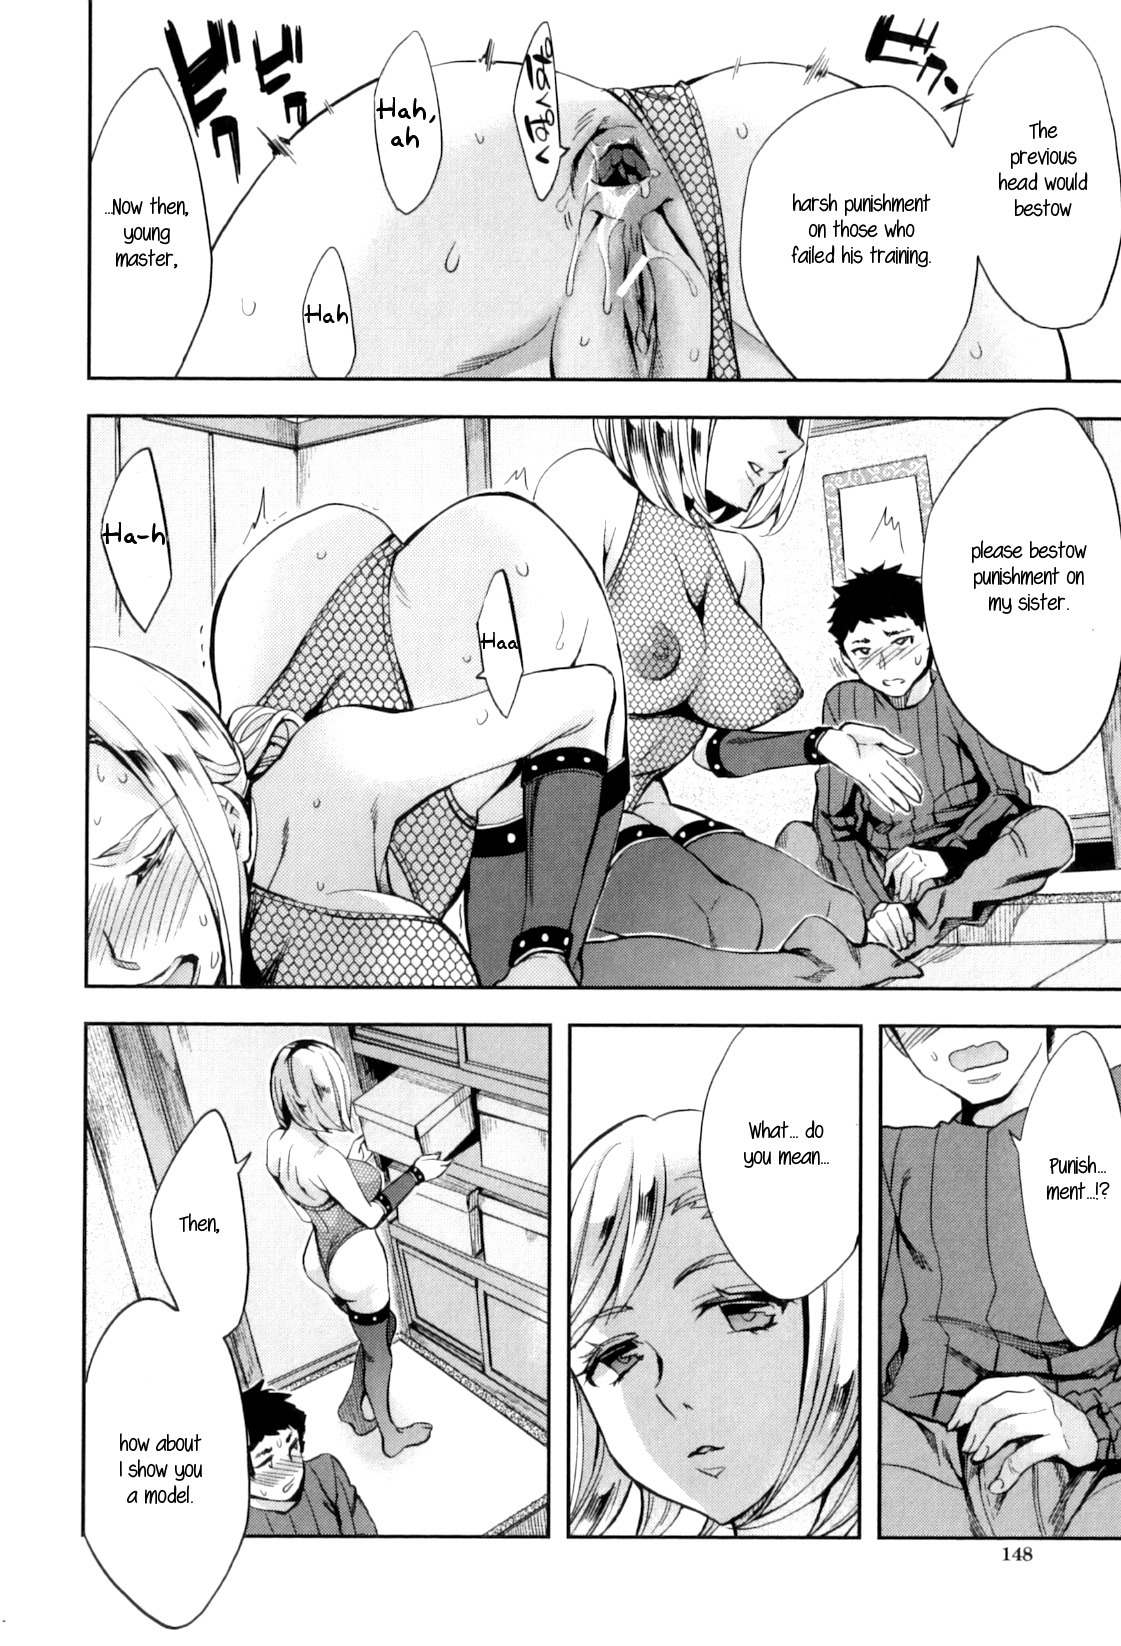 The
previous
head would
bestow
harsh punishment
on those who
failed his training.
Hah,
ah
Hah
...Now then,
young
master,
please bestow
punishment on
my sister.
Haa
Ha-h
Punish...
ment...!?
What... do
you mean...
Then,
how about
I show you
a model.
148